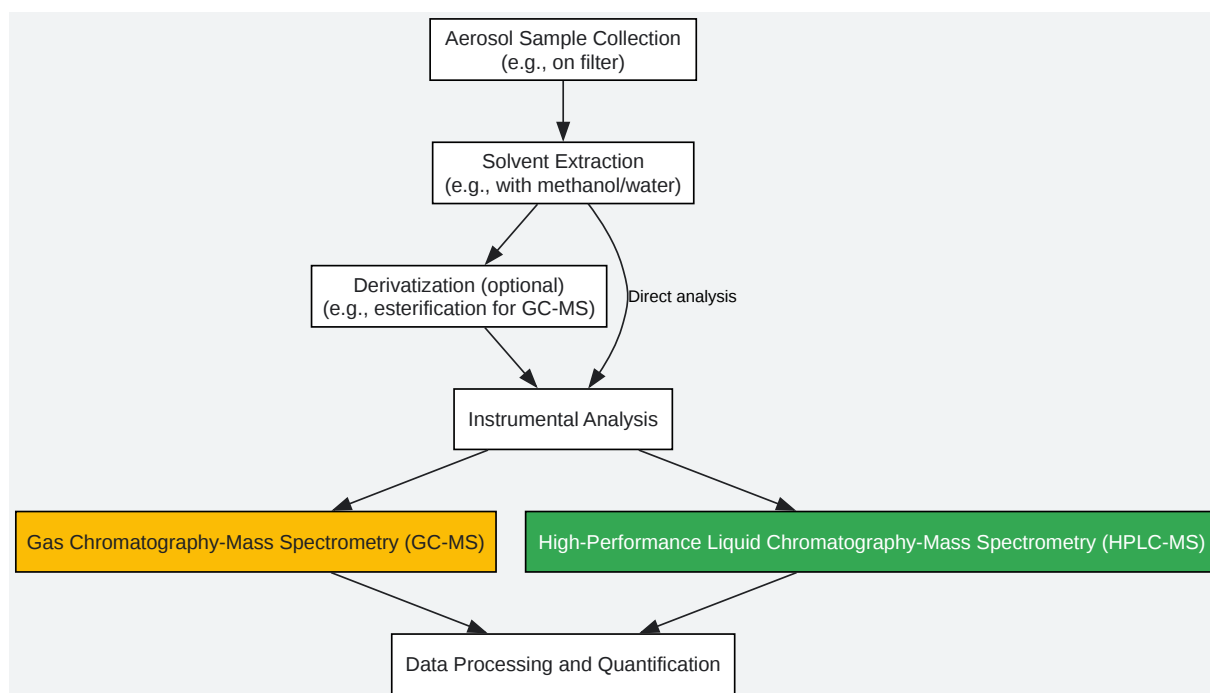 Aerosol Sample Collection
(e.g., on filter)
Solvent Extraction
(e.g., with methanol/water)
Derivatization (optional)
(e.g., esterification for GC-MS)
Direct analysis
Instrumental Analysis
Gas Chromatography-Mass Spectrometry (GC-MS)
High-Performance Liquid Chromatography-Mass Spectrometry (HPLC-MS)
Data Processing and Quantification